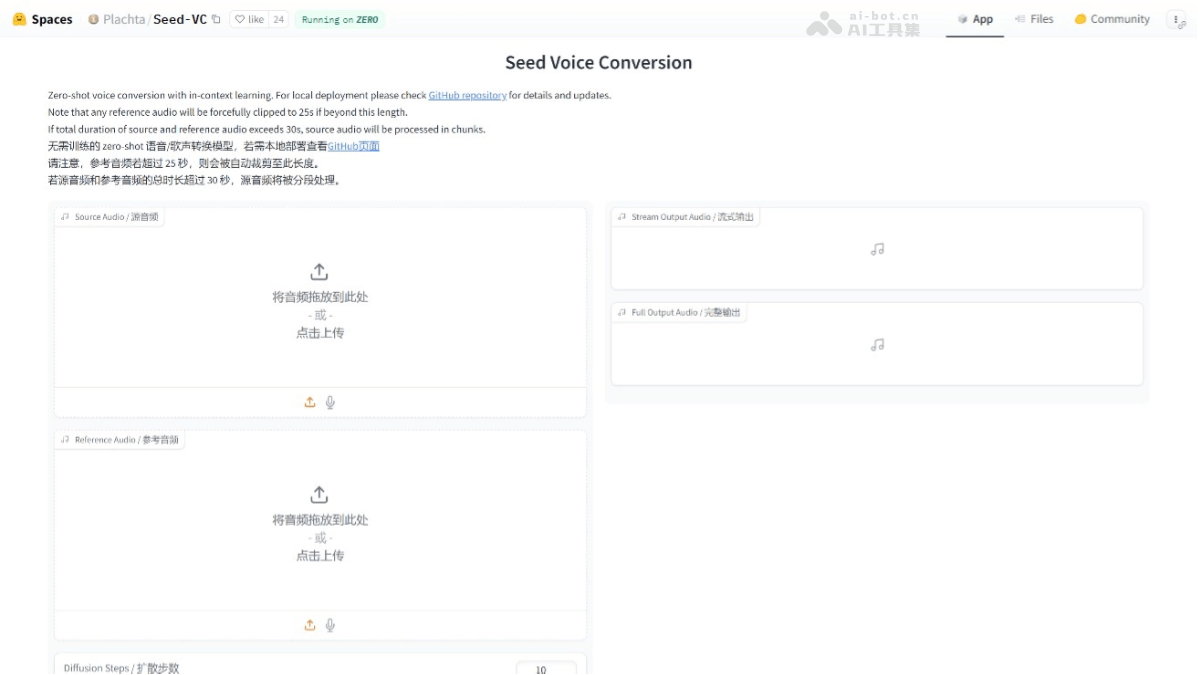 Spaces Plachta/Seed-VC like 24 Running on ZERO
ai-bot.cn
AI工具集
App Files Community
Seed Voice Conversion
Zero-shot voice conversion with in-context learning. For local deployment please check GitHub repository for details and updates.
Note that any reference audio will be forcefully clipped to 25s if beyond this length.
If total duration of source and reference audio exceeds 30s, source audio will be processed in chunks.
无需训练的 zero-shot 语音/歌声转换模型，若需本地部署查看GitHub页面
请注意，参考音频若超过 25 秒，则会被自动裁剪至此长度。
若源音频和参考音频的总时长超过 30 秒，源音频将被分段处理。
Source Audio / 源音频
将音频拖放到此处
- 或 -
点击上传
Reference Audio / 参考音频
将音频拖放到此处
- 或 -
点击上传
Diffusion Steps / 扩散步数
10
Stream Output Audio / 流式输出
Full Output Audio / 完整输出